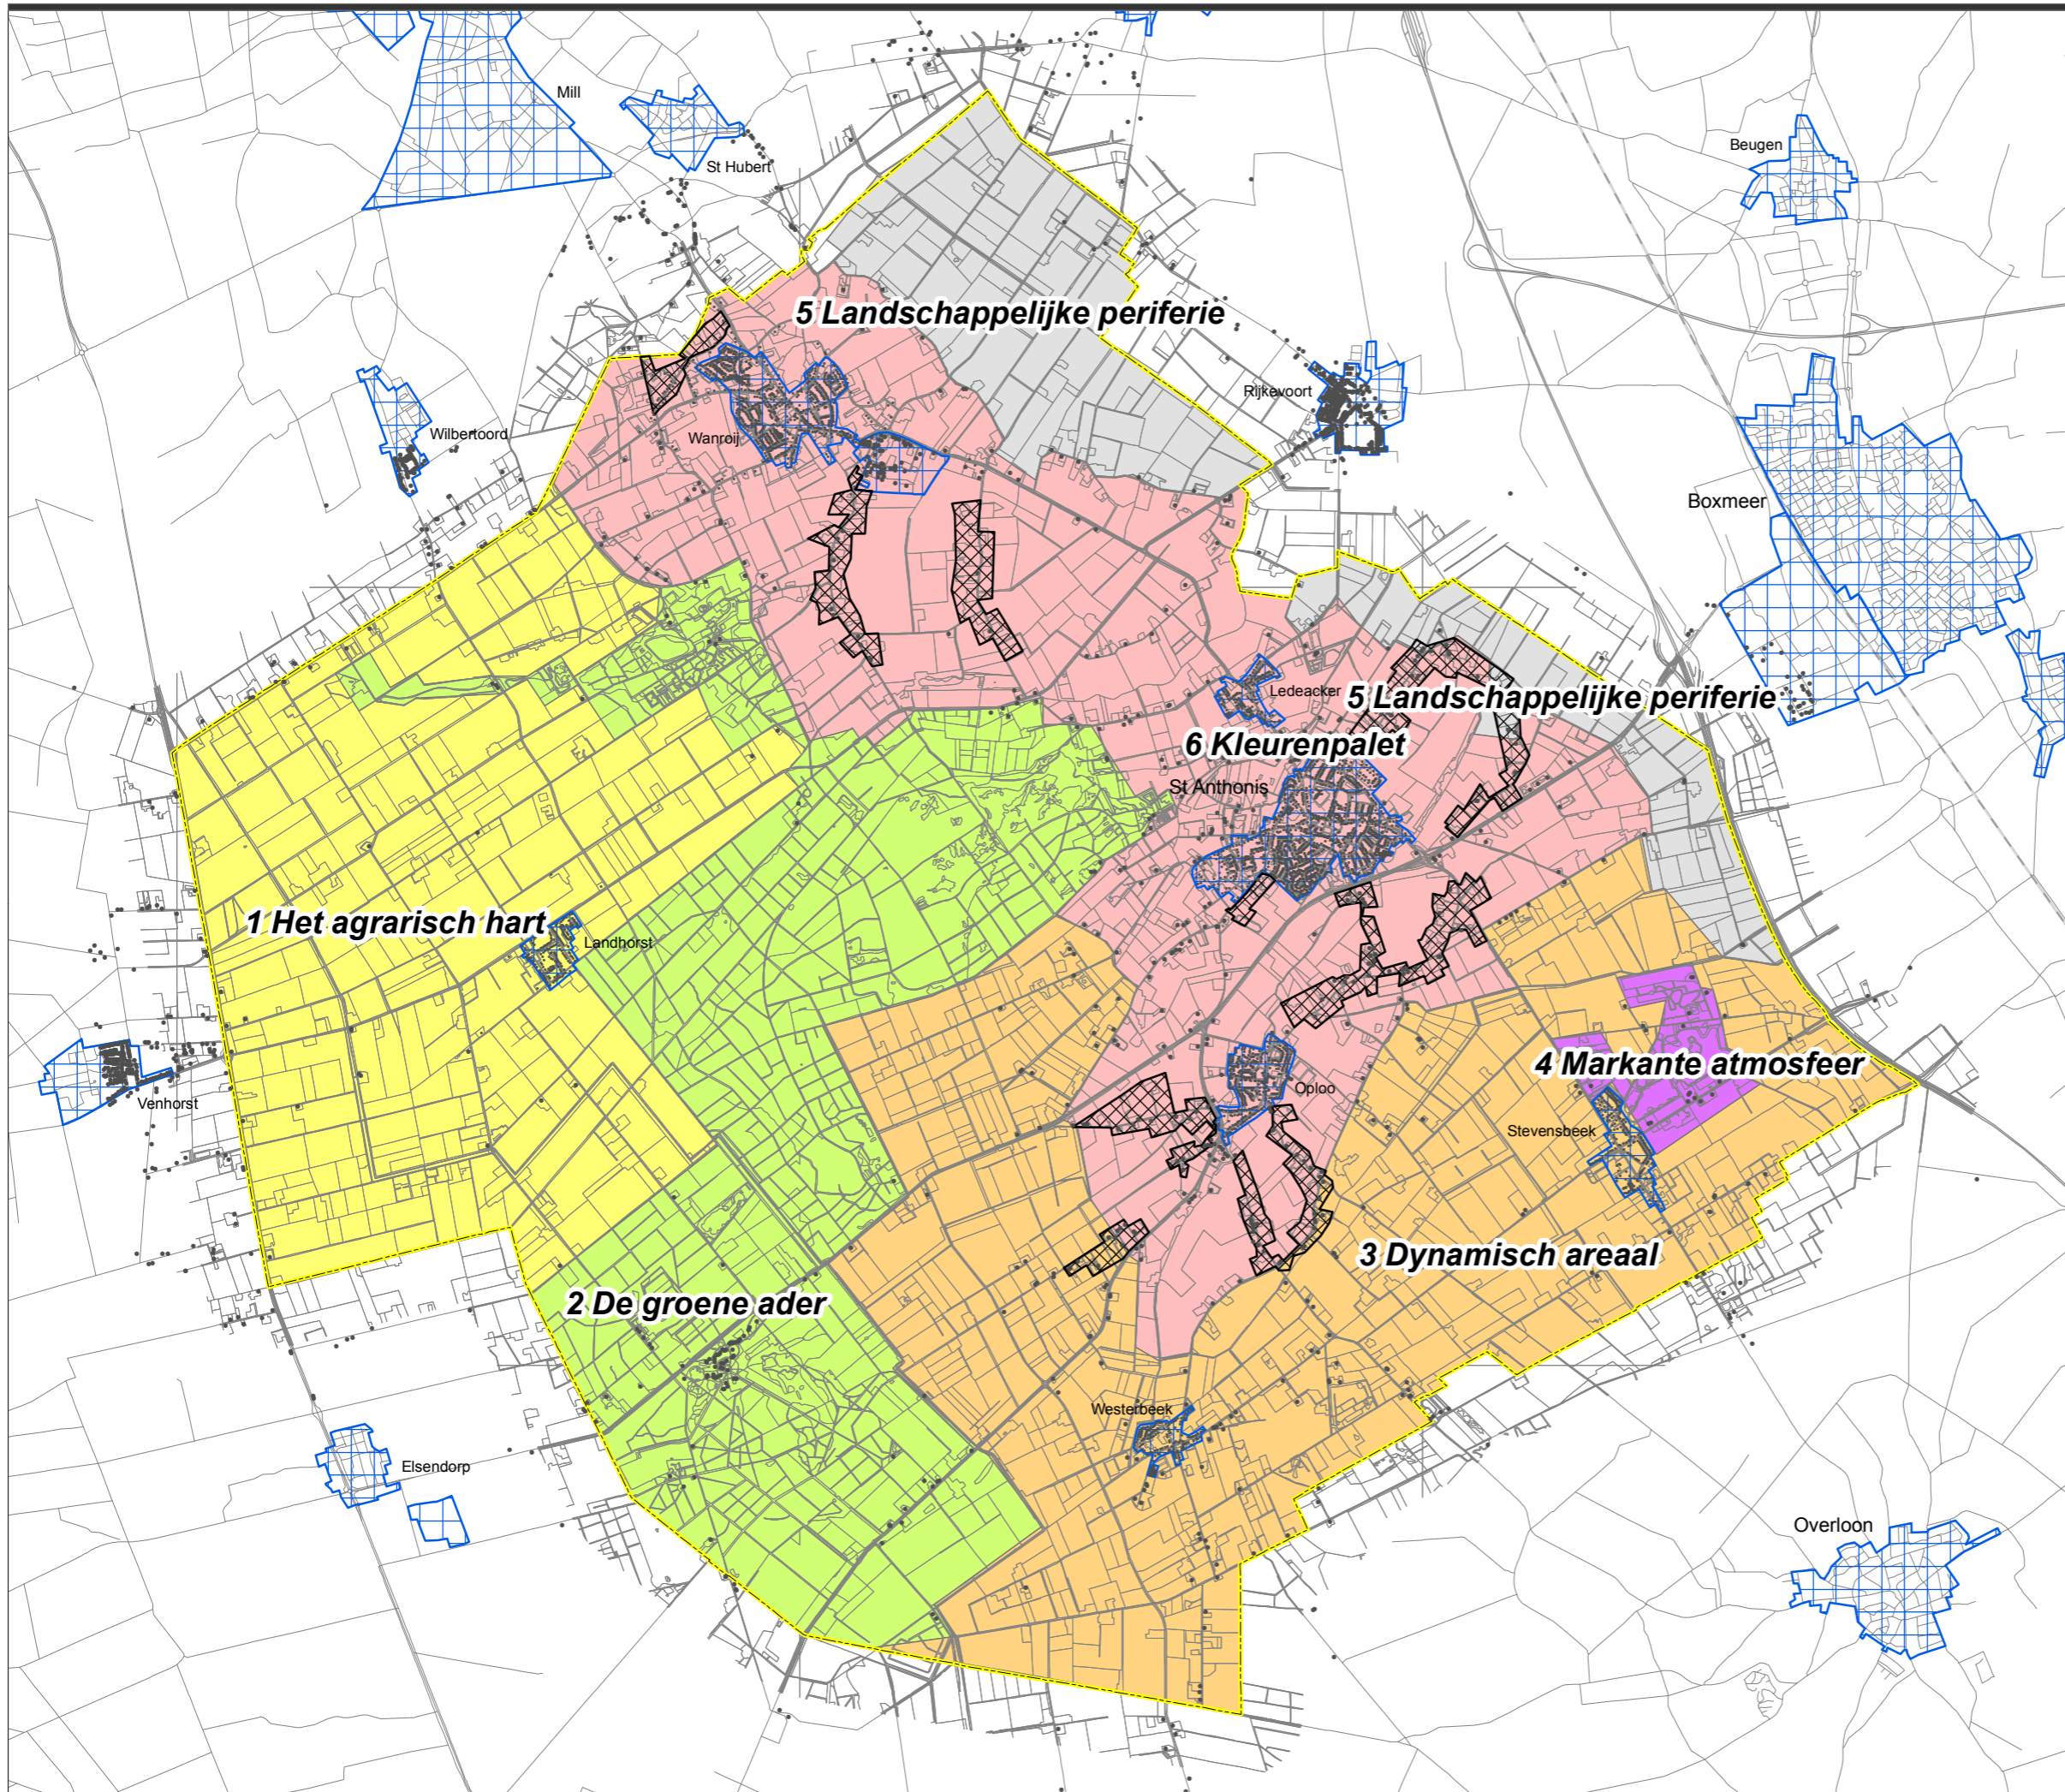 Mill
Beugen
St Hubert
5 Landschappelijke periferie
Rijkevoort
Wilbertoord
Wanroij
Boxmeer
Ledeacker
5 Landschappelijke periferie
6 Kleurenpalet
St Anthonis
1 Het agrarisch hart
Landhorst
4 Markante atmosfeer
Oploo
Venhorst
Stevensbeek
3 Dynamisch areaal
2 De groene ader
Westerbeek
Elsendorp
Overloon